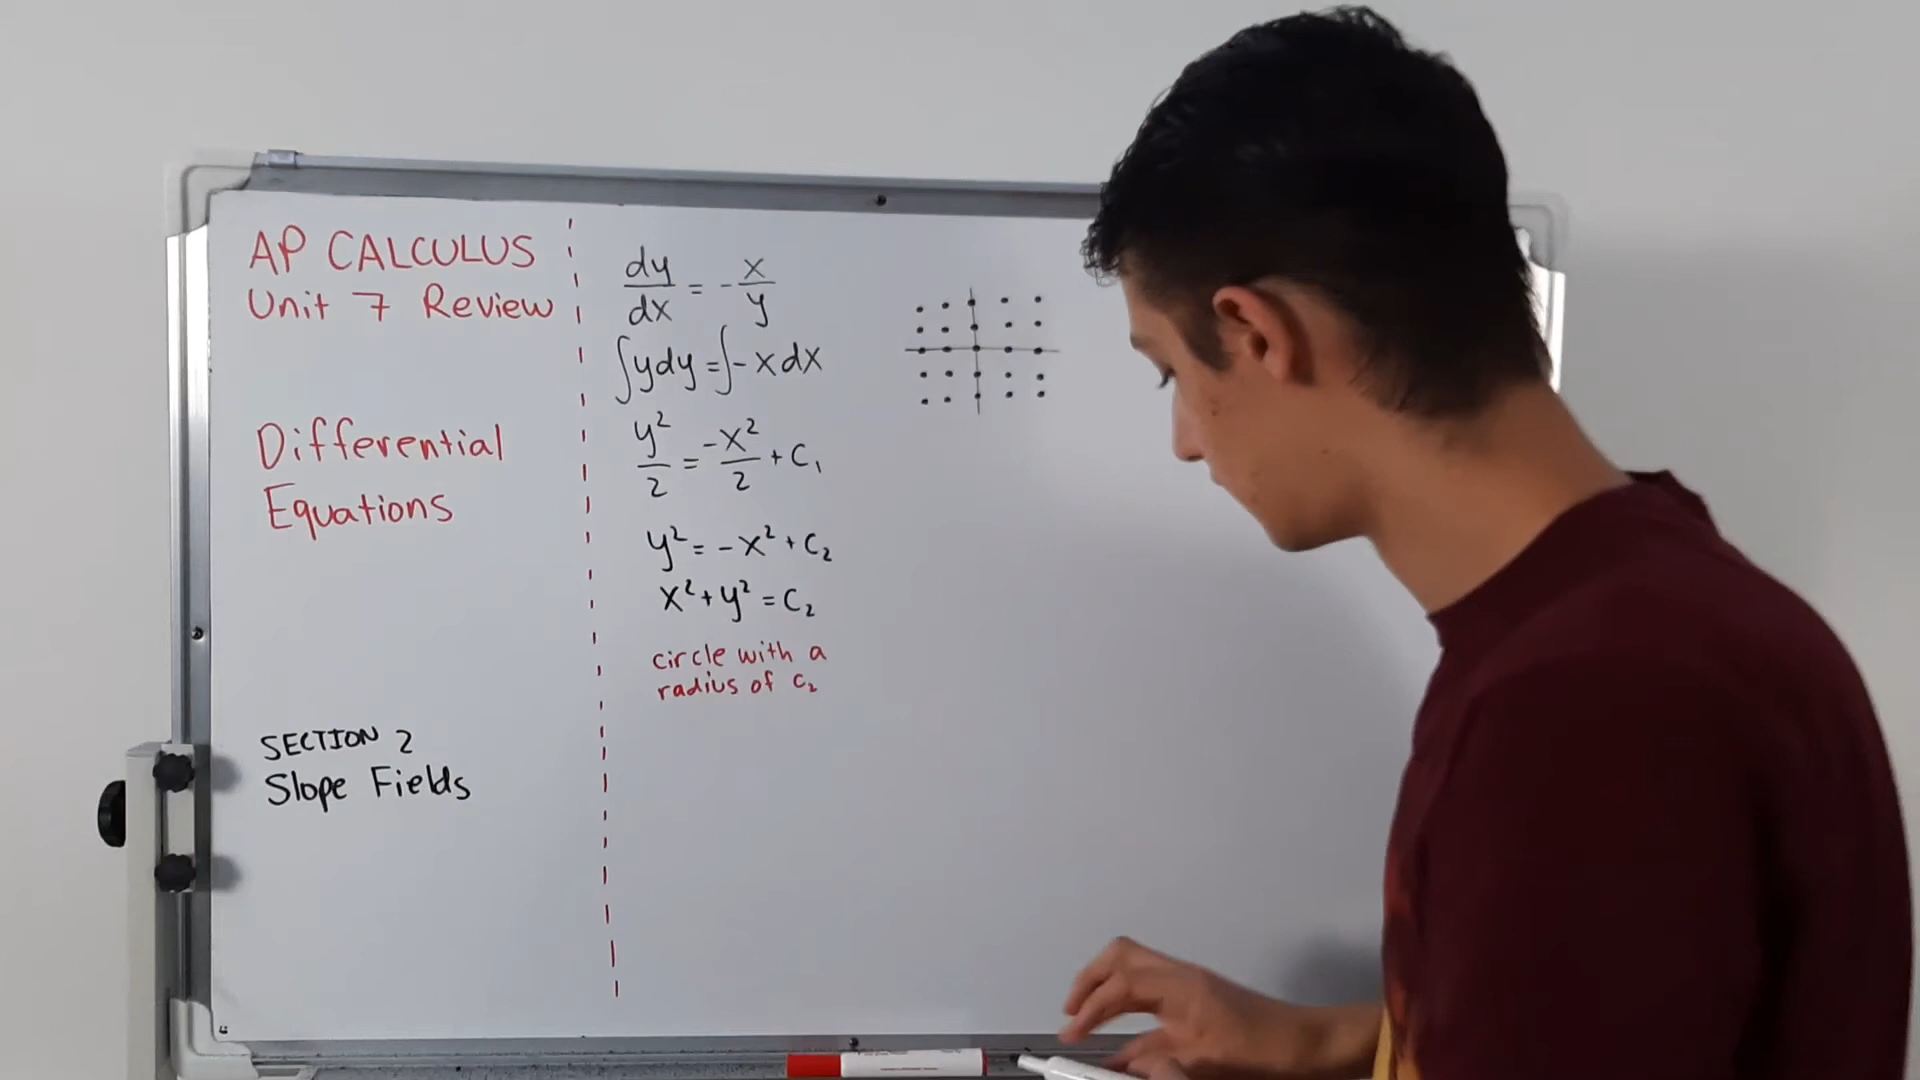 AP CALCULUS
Unit 7 Review
Differential
Equations
SECTION 2
Slope Fields
dy/dx = -x/y
∫ydy = ∫-xdx
y²/2 = -x²/2 + C₁
y² = -x² + C₂
x² + y² = C₂
circle with a
radius of C₂